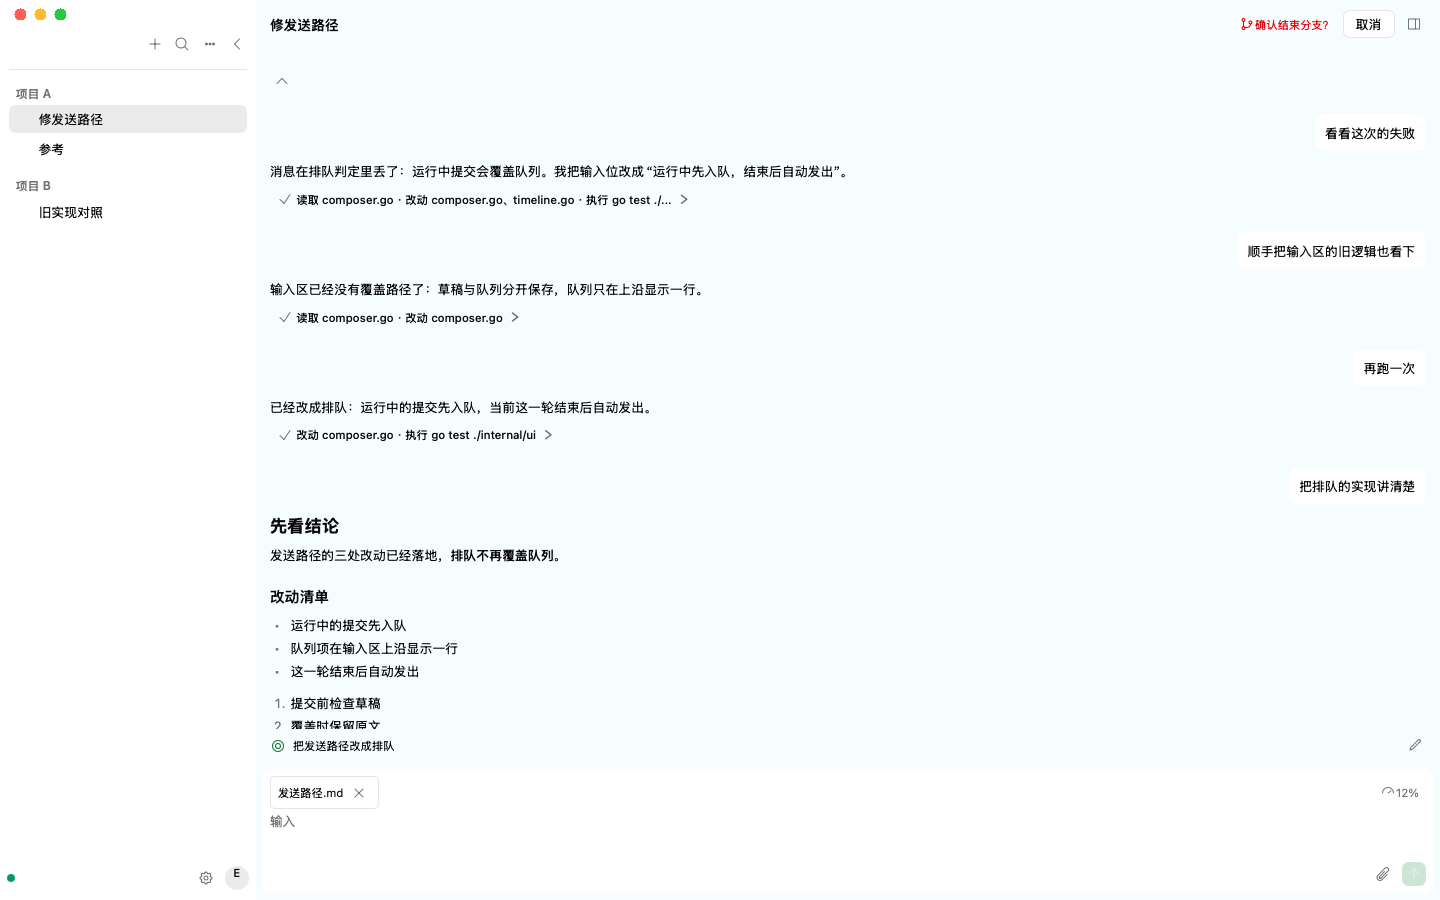 修发送路径
确认结束分支?
取消
项目 A
修发送路径
参考
项目 B
旧实现对照
看看这次的失败
消息在排队判定里丢了：运行中提交会覆盖队列。我把输入位改成“运行中先入队，结束后自动发出”。
读取 composer.go · 改动 composer.go、timeline.go · 执行 go test ./...
顺手把输入区的旧逻辑也看下
输入区已经没有覆盖路径了：草稿与队列分开保存，队列只在上沿显示一行。
读取 composer.go · 改动 composer.go
再跑一次
已经改成排队：运行中的提交先入队，当前这一轮结束后自动发出。
改动 composer.go · 执行 go test ./internal/ui
把排队的实现讲清楚
先看结论
发送路径的三处改动已经落地，排队不再覆盖队列。
改动清单
• 运行中的提交先入队
• 队列项在输入区上沿显示一行
• 这一轮结束后自动发出
1. 提交前检查草稿
2. 覆盖时保留原文
把发送路径改成排队
发送路径.md
12%
输入
E